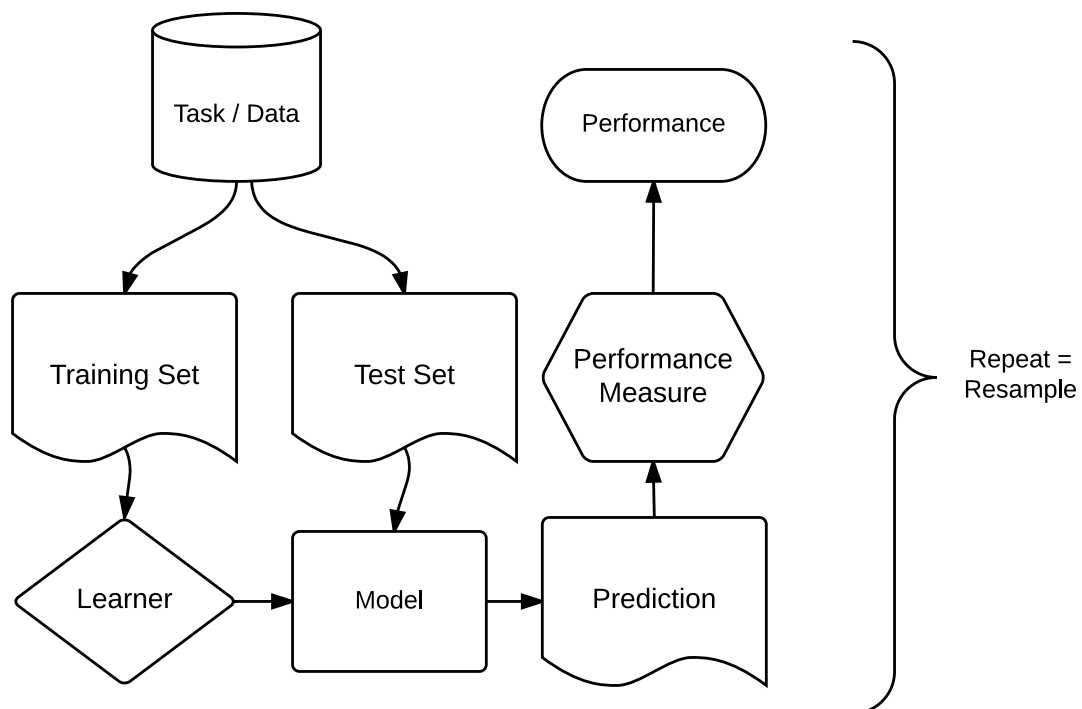 Task / Data
Performance
Training Set
Test Set
Performance
Measure
Repeat =
Resample
Learner
Model
Prediction